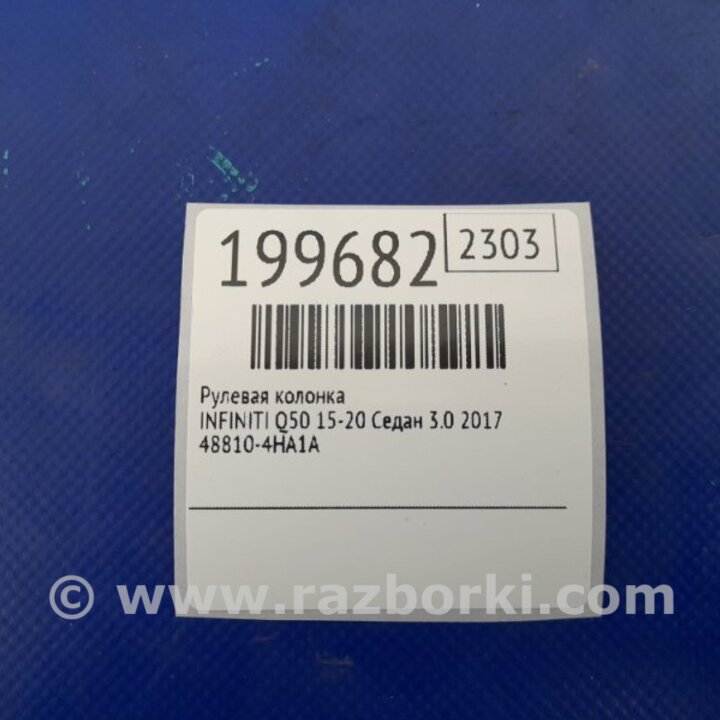 199682
2303
Рулевая колонка
INFINITI Q50 15-20 Седан 3.0 2017
48810-4HA1A
© www.razborki.com